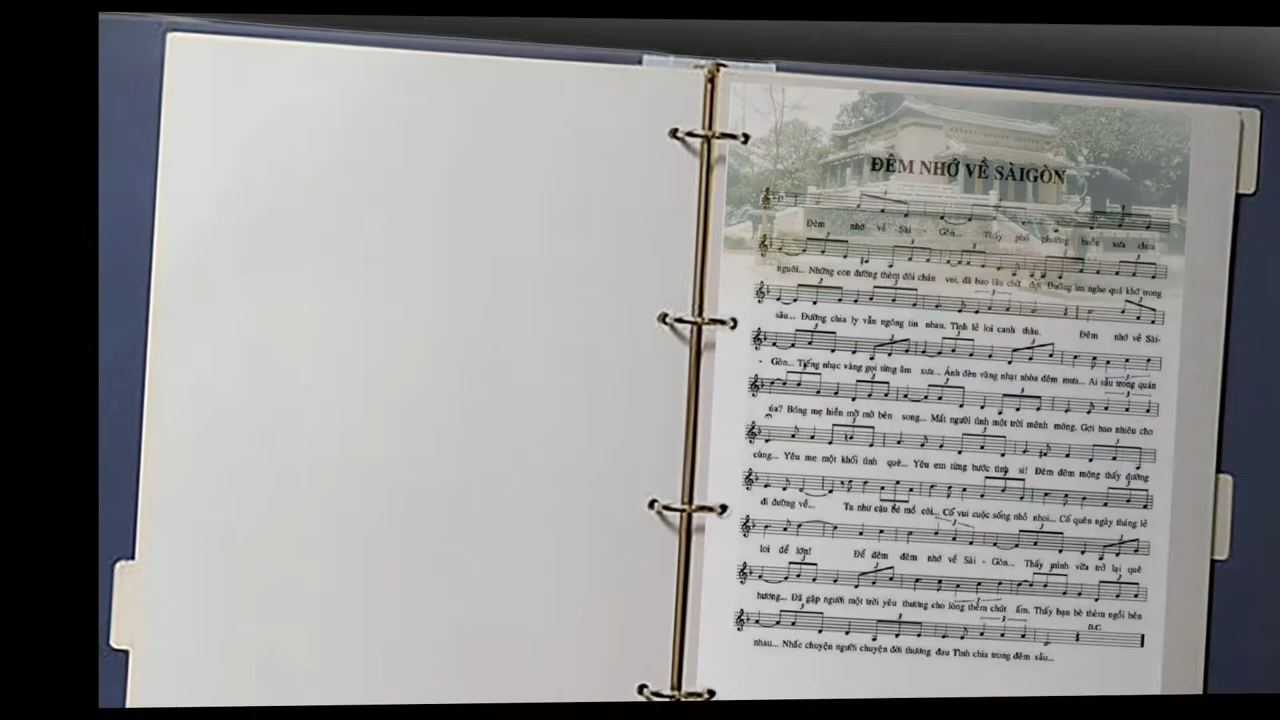 ĐÊM NHỚ VỀ SÀIGÒN
Đêm nhớ về Sài - Gòn... Thấy phố phường buồn xưa chưa
nguôi... Những con đường thèm đôi chân vui, đã bao lâu chờ đợi Đường im nghe quá khứ trong
sầu... Đường chia ly vẫn ngóng tin nhau. Tình lẻ loi canh thâu. Đêm nhớ về Sài-
- Gòn... Tiếng nhạc vàng gọi từng âm xưa... Ánh đèn vàng nhạt nhòa đêm mưa... Ai sầu trong quán
úa? Bóng mẹ hiền mờ mờ bên song... Mất người tình một trời mênh mông. Gợi bao nhiêu cho
cùng... Yêu me một khối tình quê... Yêu em từng bước tình si! Đêm đêm mộng thấy đường
đi đường về... Ta như cậu bé mồ côi... Cố vui cuộc sống nhỏ nhoi... Cố quên ngày tháng lẻ
loi để lớn! Để đêm đêm nhớ về Sài - Gòn... Thấy mình vừa trở lại quê
hương... Đã gặp người một trời yêu thương cho lòng thêm chút ấm. Thấy bạn bè thèm ngồi bên
D.C.
nhau... Nhắc chuyện người chuyện đời thương đau Tình chia trong đêm sầu...